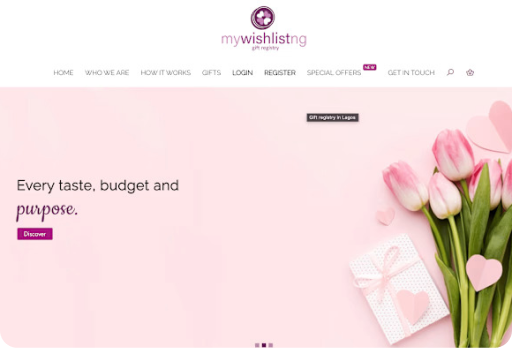 mywishlistng
gift registry
HOME WHO WE ARE HOW IT WORKS GIFTS LOGIN REGISTER SPECIAL OFFERS NEW GET IN TOUCH
Gift registry in Lagos
Every taste, budget and
purpose.
Discover